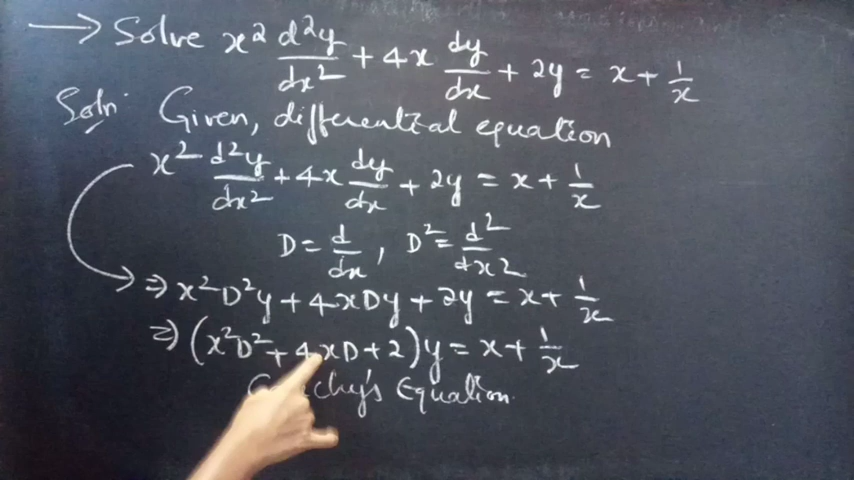 → Solve x² d²y/dx² + 4x dy/dx + 2y = x + 1/x
Soln: Given, differential equation
x² d²y/dx² + 4x dy/dx + 2y = x + 1/x
D = d/dx, D² = d²/dx²
⇒ x²D²y + 4xDy + 2y = x + 1/x
⇒ (x²D² + 4xD + 2)y = x + 1/x
Equation.